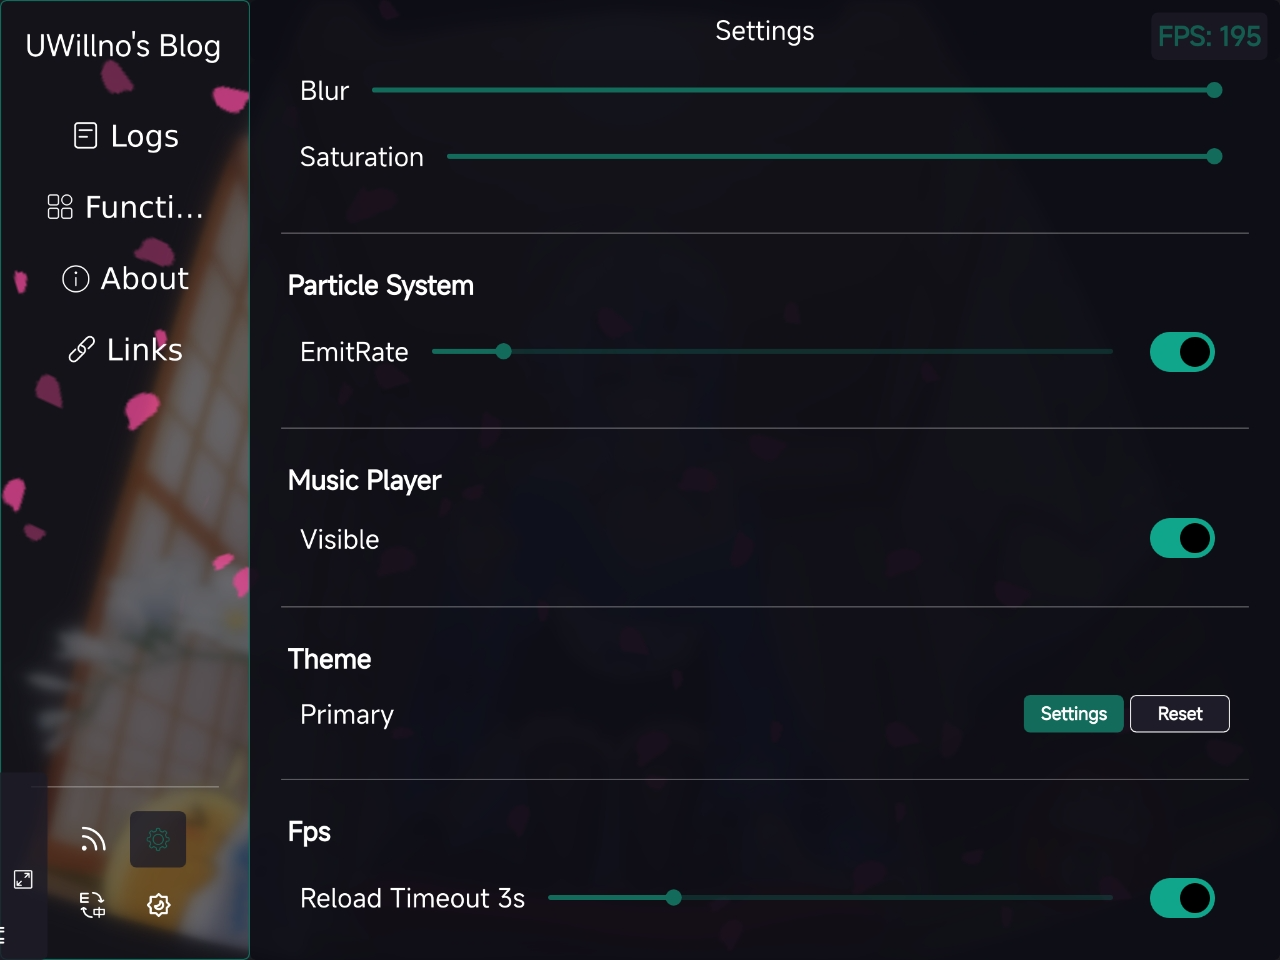 UWillno's Blog
Logs
Functi...
About
Links
Settings
FPS: 195
Blur
Saturation
Particle System
EmitRate
Music Player
Visible
Theme
Primary
Settings
Reset
Fps
Reload Timeout 3s